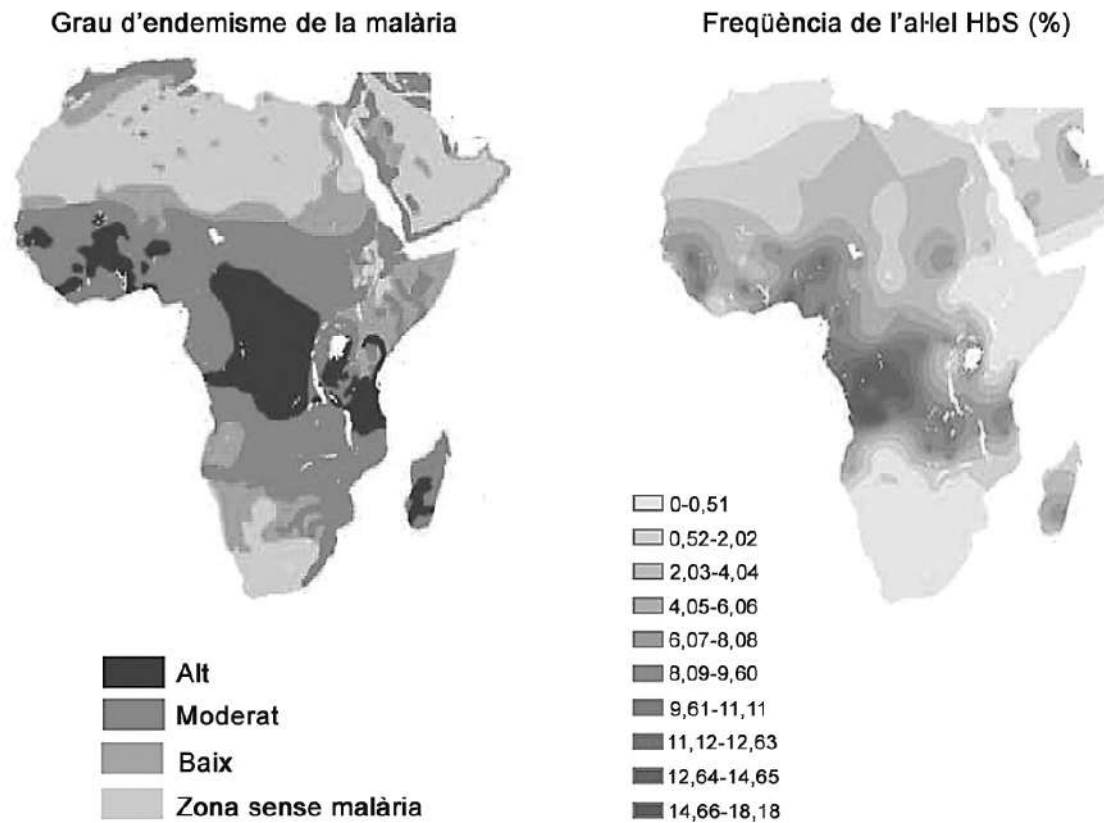 Grau d'endemisme de la malària
Freqüència de l'al·lel HbS (%)
Alt
Moderat
Baix
Zona sense malària
0-0,51
0,52-2,02
2,03-4,04
4,05-6,06
6,07-8,08
8,09-9,60
9,61-11,11
11,12-12,63
12,64-14,65
14,66-18,18